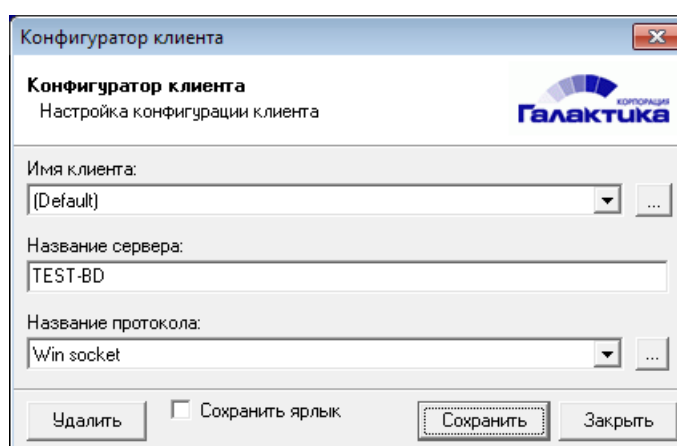 Конфигуратор клиента
Конфигуратор клиента
Настройка конфигурации клиента
КОРПОРАЦИЯ
Галактика
Имя клиента:
(Default)
...
Название сервера:
TEST-BD
Название протокола:
Win socket
...
Удалить
Сохранить ярлык
Сохранить
Закрыть